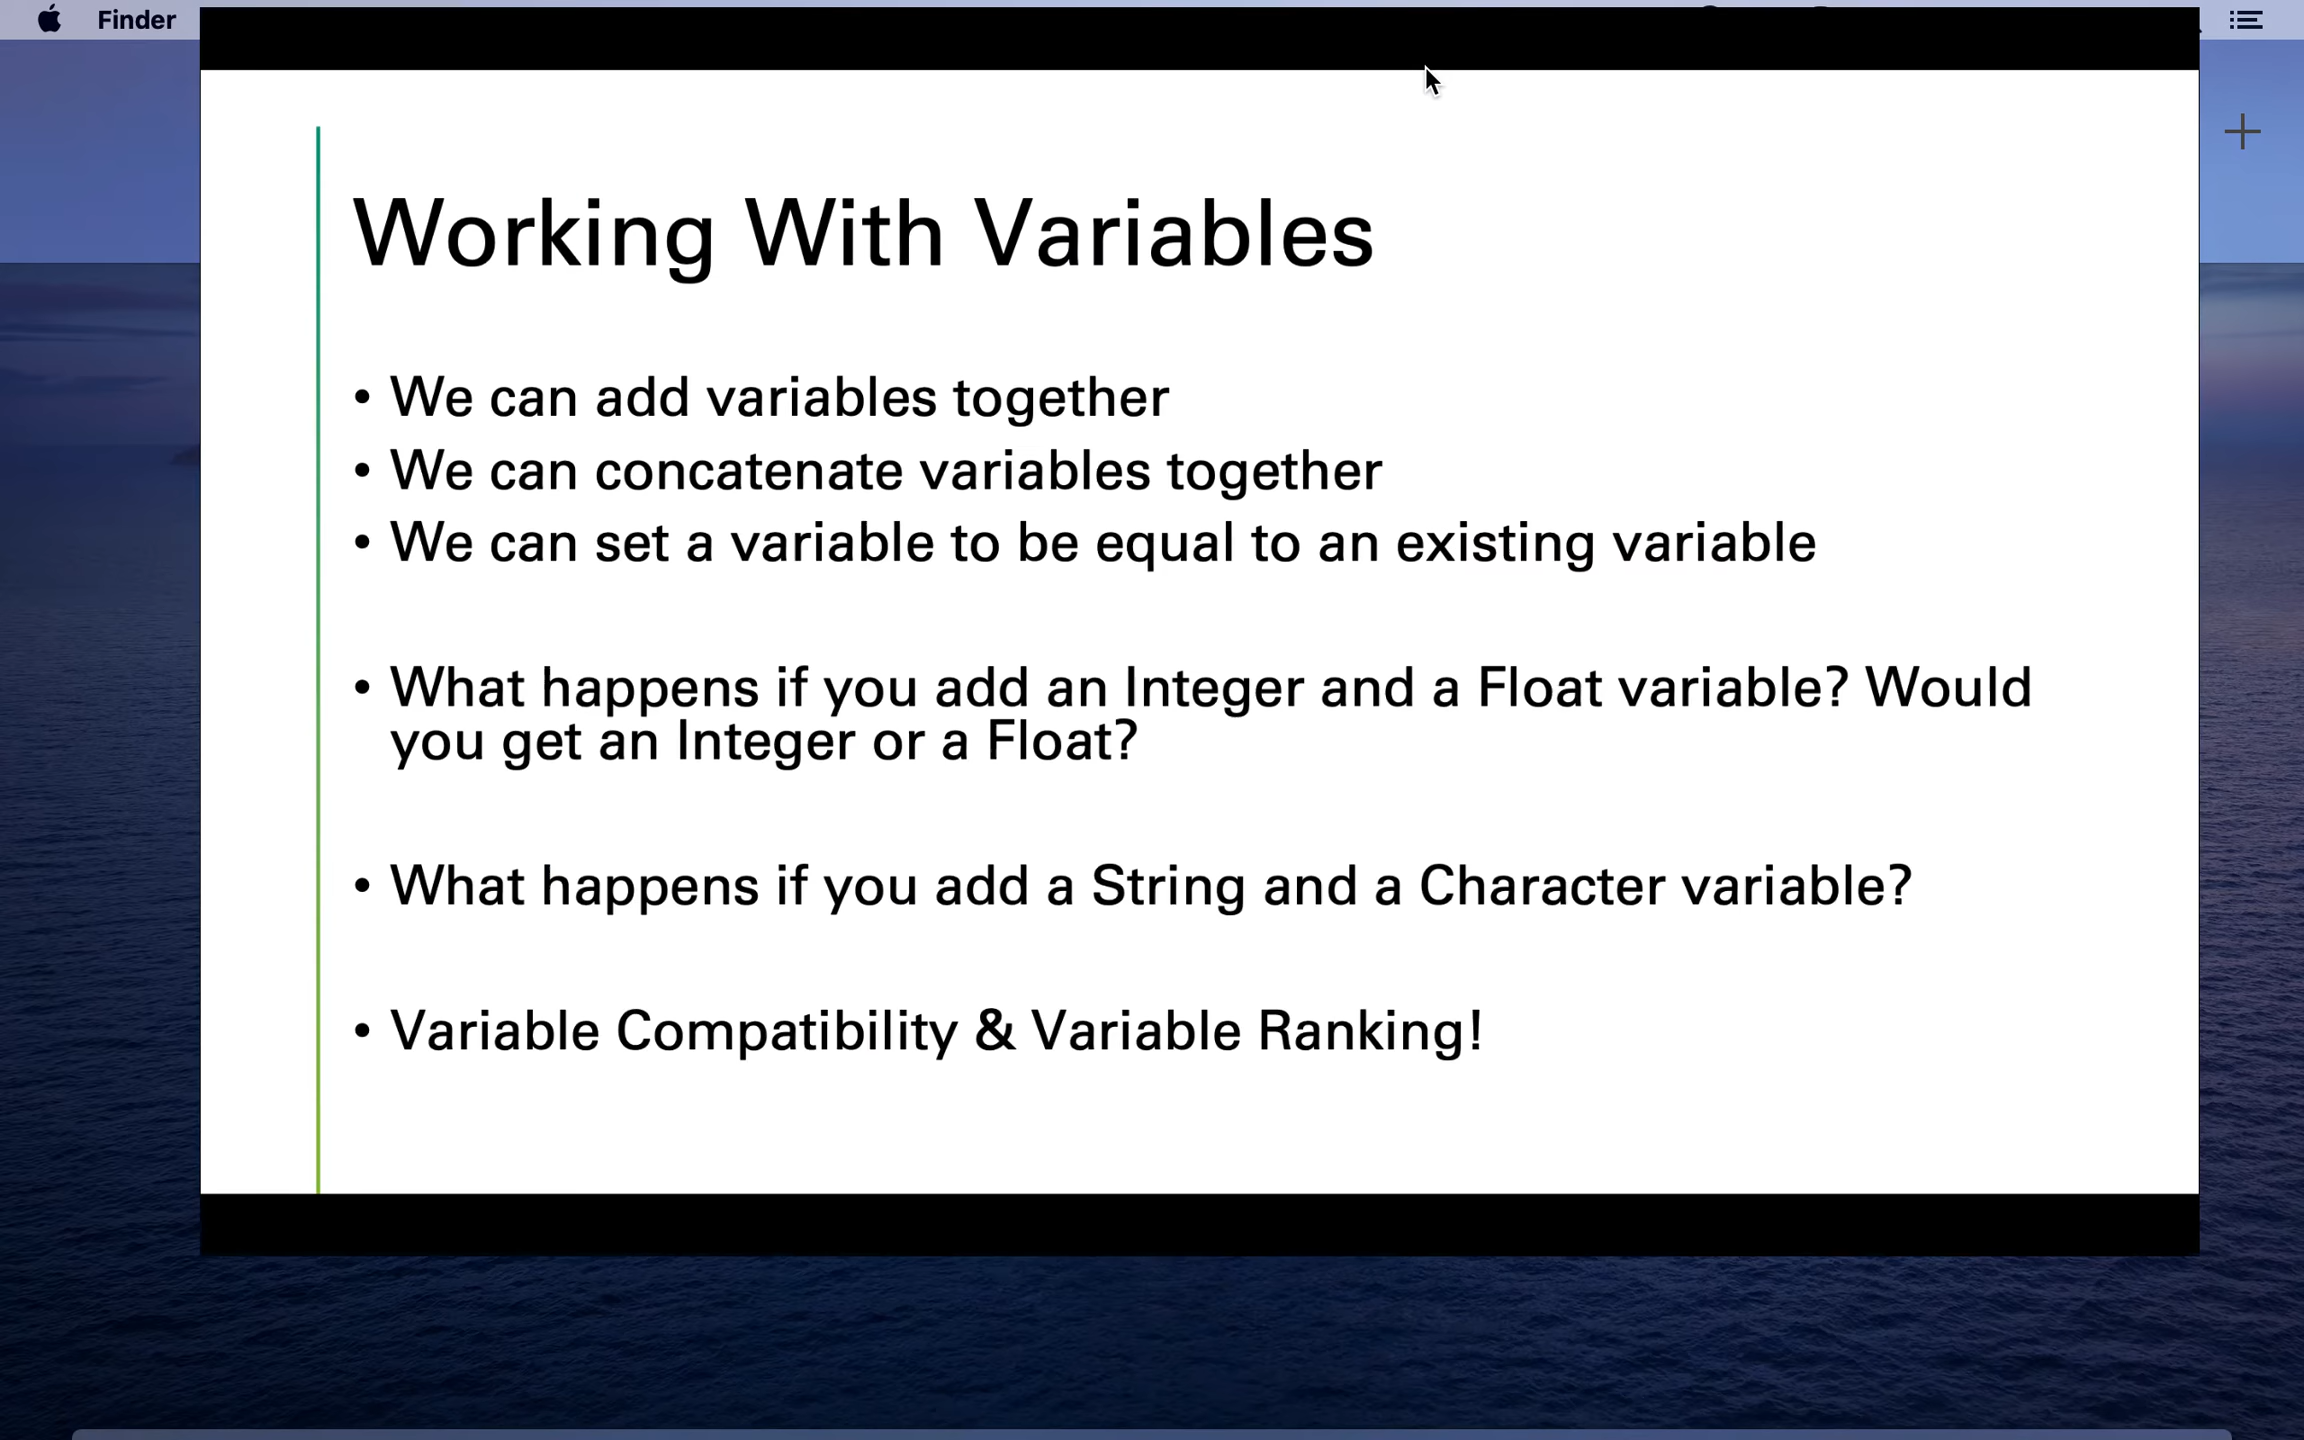 Finder
Working With Variables
• We can add variables together
• We can concatenate variables together
• We can set a variable to be equal to an existing variable
• What happens if you add an Integer and a Float variable? Would
you get an Integer or a Float?
• What happens if you add a String and a Character variable?
• Variable Compatibility & Variable Ranking!